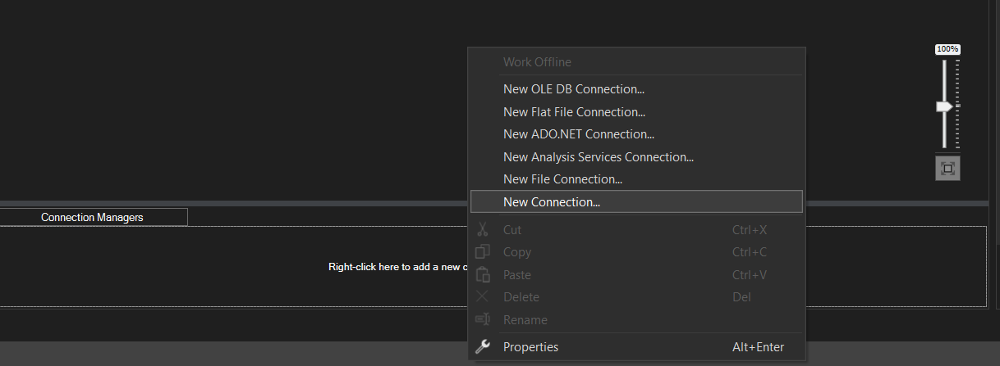 100%
Work Offline
New OLE DB Connection...
New Flat File Connection...
New ADO.NET Connection...
New Analysis Services Connection...
New File Connection...
New Connection...
Connection Managers
Cut Ctrl+X
Copy Ctrl+C
Right-click here to add a new c
Paste Ctrl+V
Delete Del
Rename
Properties Alt+Enter